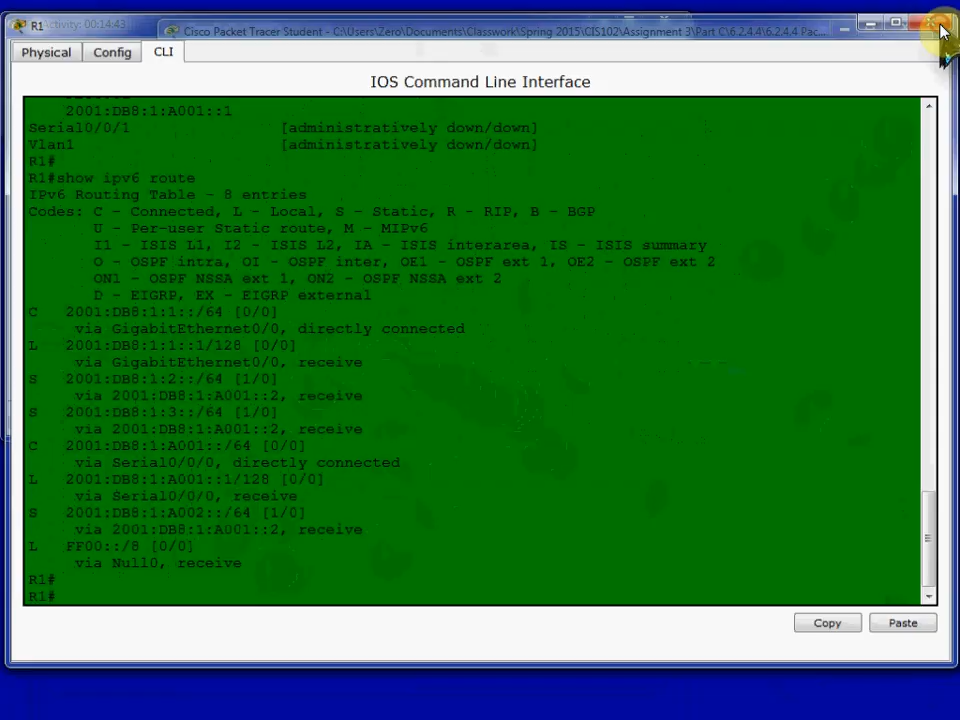 R1
Activity: 00:14:43
Cisco Packet Tracer Student - C:\Users\Zero\Documents\Classwork\Spring 2015\CIS102\Assignment 3\Part C\6.2.4.4\6.2.4.4 Pac...
Physical Config CLI
IOS Command Line Interface
2001:DB8:1:A001::1
Serial0/0/1 [administratively down/down]
Vlan1 [administratively down/down]
R1#
R1#show ipv6 route
IPv6 Routing Table - 8 entries
Codes: C - Connected, L - Local, S - Static, R - RIP, B - BGP
U - Per-user Static route, M - MIPv6
I1 - ISIS L1, I2 - ISIS L2, IA - ISIS interarea, IS - ISIS summary
O - OSPF intra, OI - OSPF inter, OE1 - OSPF ext 1, OE2 - OSPF ext 2
ON1 - OSPF NSSA ext 1, ON2 - OSPF NSSA ext 2
D - EIGRP, EX - EIGRP external
C 2001:DB8:1:1::/64 [0/0]
via GigabitEthernet0/0, directly connected
L 2001:DB8:1:1::1/128 [0/0]
via GigabitEthernet0/0, receive
S 2001:DB8:1:2::/64 [1/0]
via 2001:DB8:1:A001::2, receive
S 2001:DB8:1:3::/64 [1/0]
via 2001:DB8:1:A001::2, receive
C 2001:DB8:1:A001::/64 [0/0]
via Serial0/0/0, directly connected
L 2001:DB8:1:A001::1/128 [0/0]
via Serial0/0/0, receive
S 2001:DB8:1:A002::/64 [1/0]
via 2001:DB8:1:A001::2, receive
L FF00::/8 [0/0]
via Null0, receive
R1#
R1#
Copy Paste